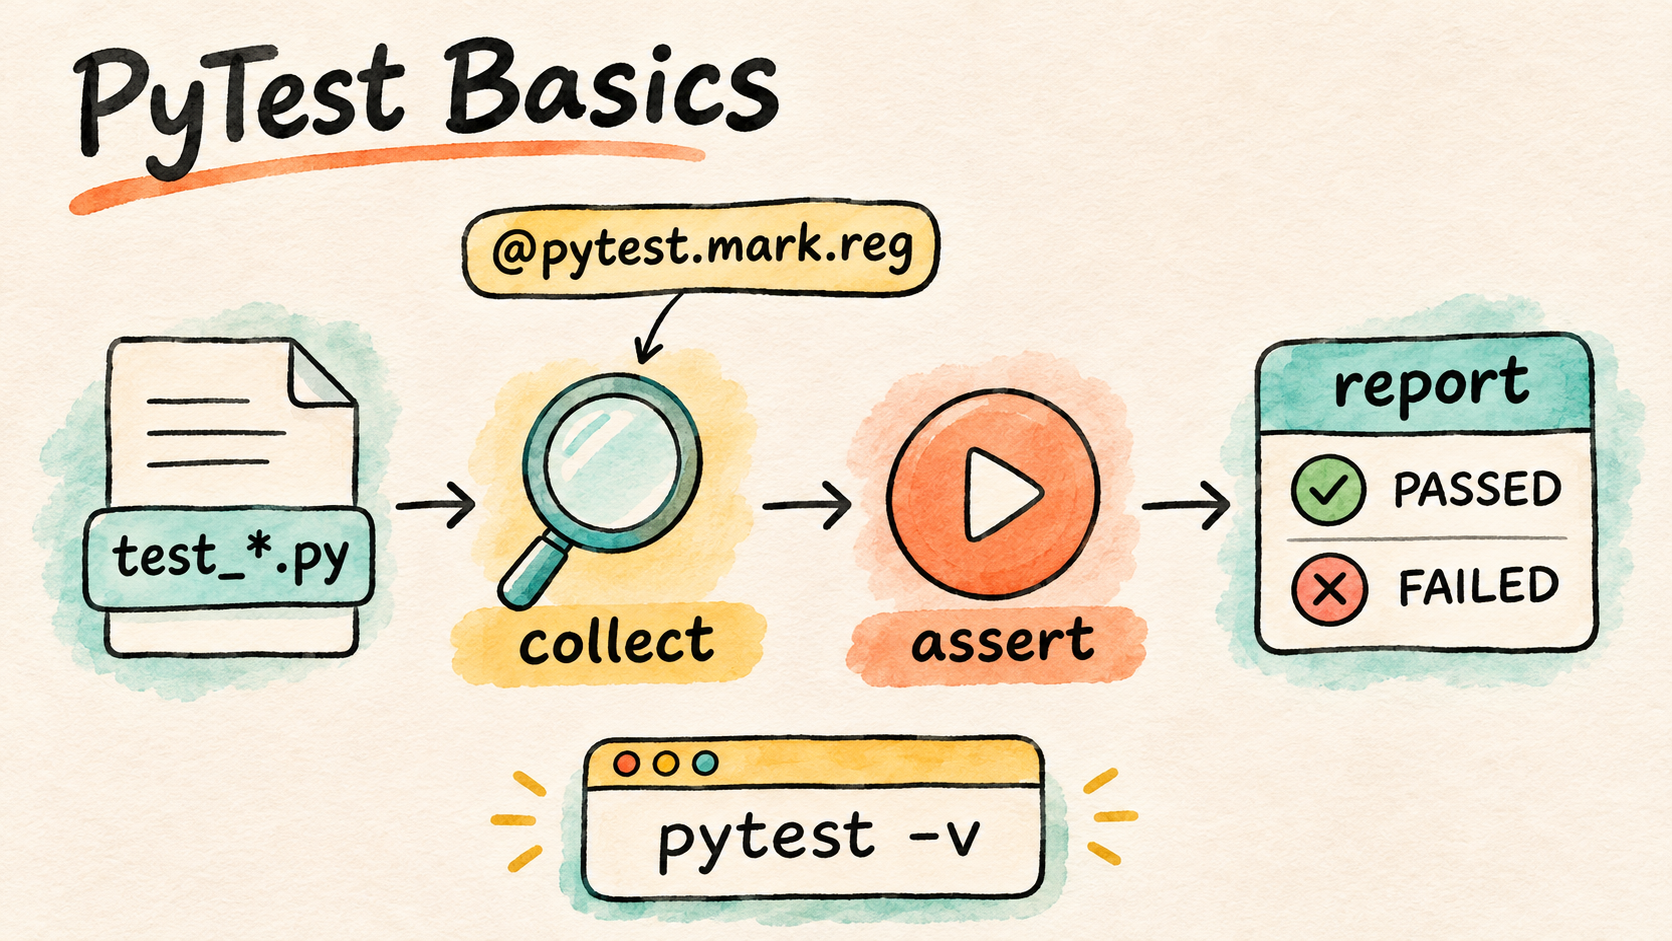 PyTest Basics
@pytest.mark.reg
test_*.py
collect
assert
report
PASSED
FAILED
pytest -v